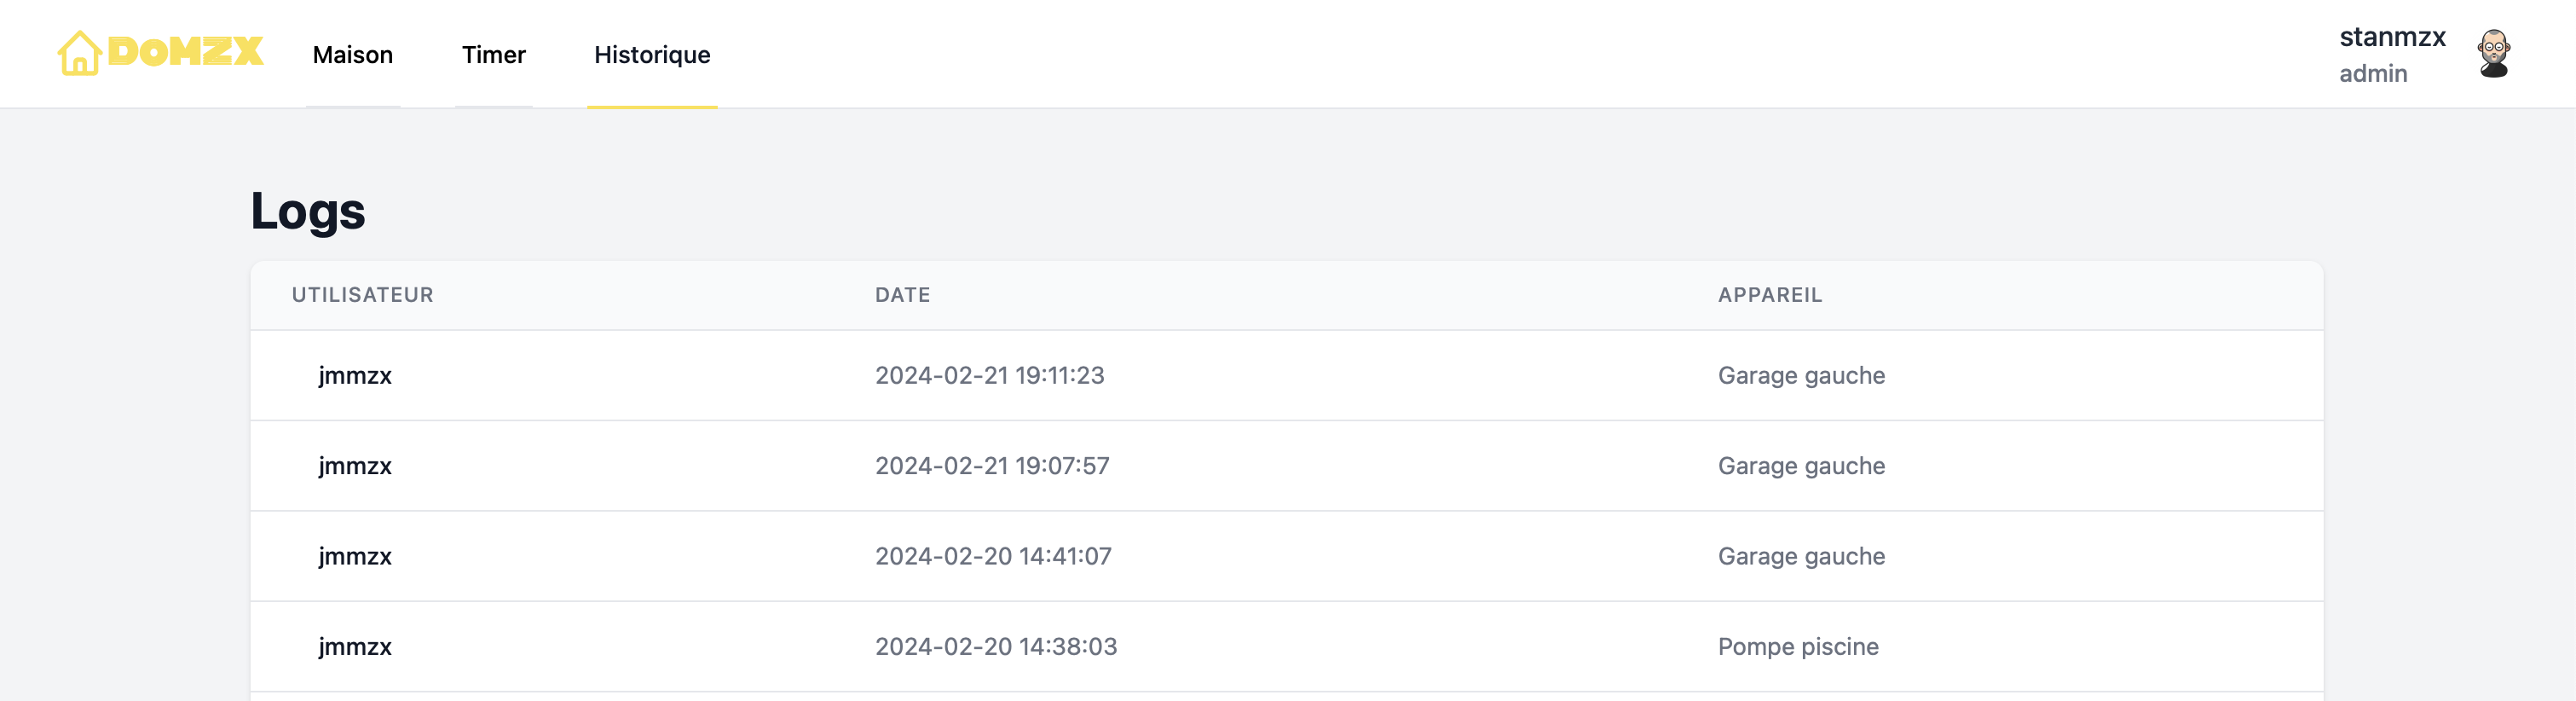 DoMZX Maison Timer Historique stanmzx
admin
Logs
UTILISATEUR DATE APPAREIL
jmmzx 2024-02-21 19:11:23 Garage gauche
jmmzx 2024-02-21 19:07:57 Garage gauche
jmmzx 2024-02-20 14:41:07 Garage gauche
jmmzx 2024-02-20 14:38:03 Pompe piscine